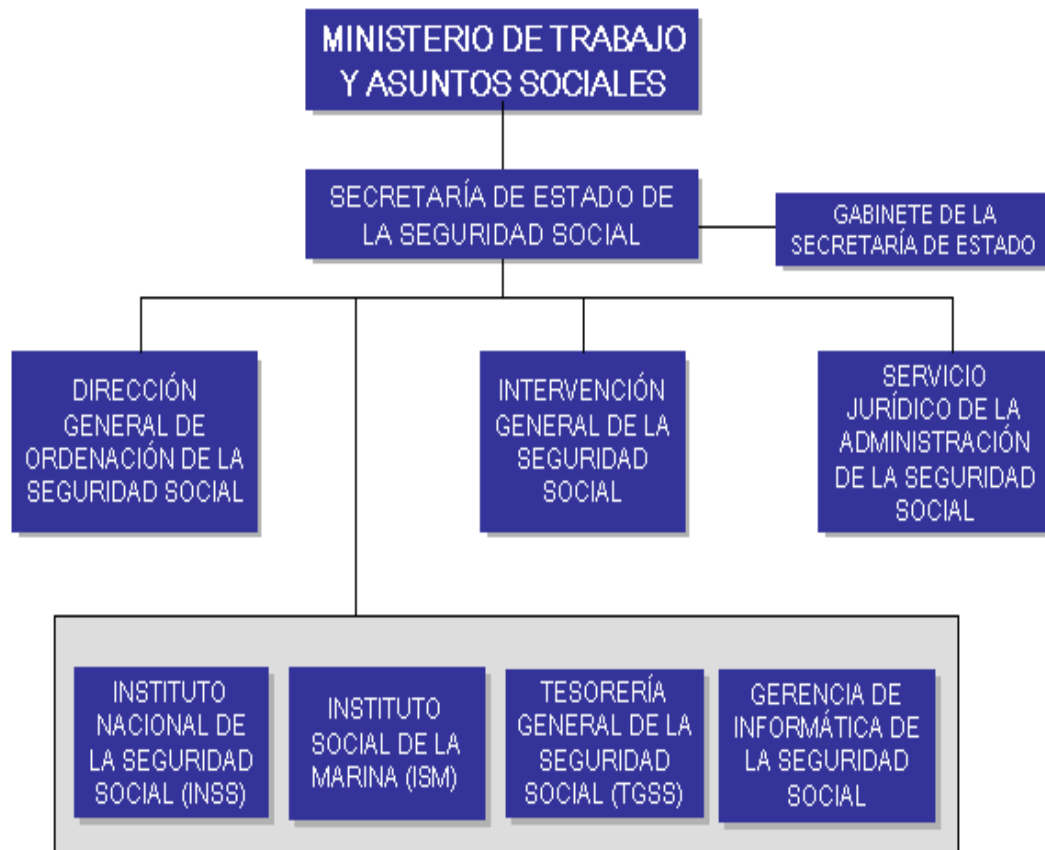 MINISTERIO DE TRABAJO
Y ASUNTOS SOCIALES
SECRETARÍA DE ESTADO DE
LA SEGURIDAD SOCIAL
GABINETE DE LA
SECRETARÍA DE ESTADO
DIRECCIÓN
GENERAL DE
ORDENACIÓN DE LA
SEGURIDAD SOCIAL
INTERVENCIÓN
GENERAL DE LA
SEGURIDAD
SOCIAL
SERVICIO
JURÍDICO DE LA
ADMINISTRACIÓN
DE LA SEGURIDAD
SOCIAL
INSTITUTO
NACIONAL DE
LA SEGURIDAD
SOCIAL (INSS)
INSTITUTO
SOCIAL DE LA
MARINA (ISM)
TESORERÍA
GENERAL DE LA
SEGURIDAD
SOCIAL (TGSS)
GERENCIA DE
INFORMÁTICA DE
LA SEGURIDAD
SOCIAL